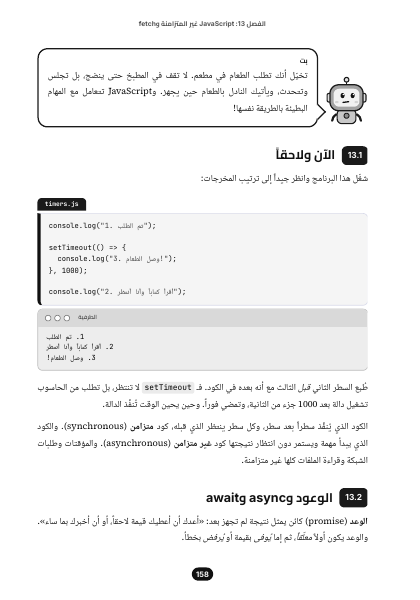 الفصل 13: JavaScript غير المتزامنة وfetch
بت
تخيّل أنك تطلب الطعام في مطعم. لا تقف في المطبخ حتى ينضج، بل تجلس
وتتحدث، ويأتيك النادل بالطعام حين يجهز. وJavaScript تتعامل مع المهام
البطيئة بالطريقة نفسها!
13.1 الآن ولاحقاً
شغّل هذا البرنامج وانظر جيداً إلى ترتيب المخرجات:
timers.js
console.log("1. تم الطلب");
setTimeout(() => {
console.log("3. وصل الطعام!");
}, 1000);
console.log("2. أقرأ كتاباً وأنا أنتظر");
الطرفية
1. تم الطلب
2. أقرأ كتاباً وأنا أنتظر
3. وصل الطعام!
طُبع السطر الثاني قبل الثالث مع أنه بعده في الكود. فـ setTimeout لا تنتظر، بل تطلب من الحاسوب
تشغيل دالة بعد 1000 جزء من الثانية، وتمضي فوراً. وحين يحين الوقت تُنفَّذ الدالة.
الكود الذي يُنفَّذ سطراً بعد سطر، وكل سطر ينتظر الذي قبله، كود متزامن (synchronous). والكود
الذي يبدأ مهمة ويستمر دون انتظار نتيجتها كود غير متزامن (asynchronous). والمؤقتات وطلبات
الشبكة وقراءة الملفات كلها غير متزامنة.
13.2 الوعود وasync وawait
الوعد (promise) كائن يمثل نتيجة لم تجهز بعد: «أعدك أن أعطيك قيمة لاحقاً، أو أن أخبرك بما ساء».
والوعد يكون أولاً معلّقاً، ثم إما يُوفى بقيمة أو يُرفض بخطأ.
158